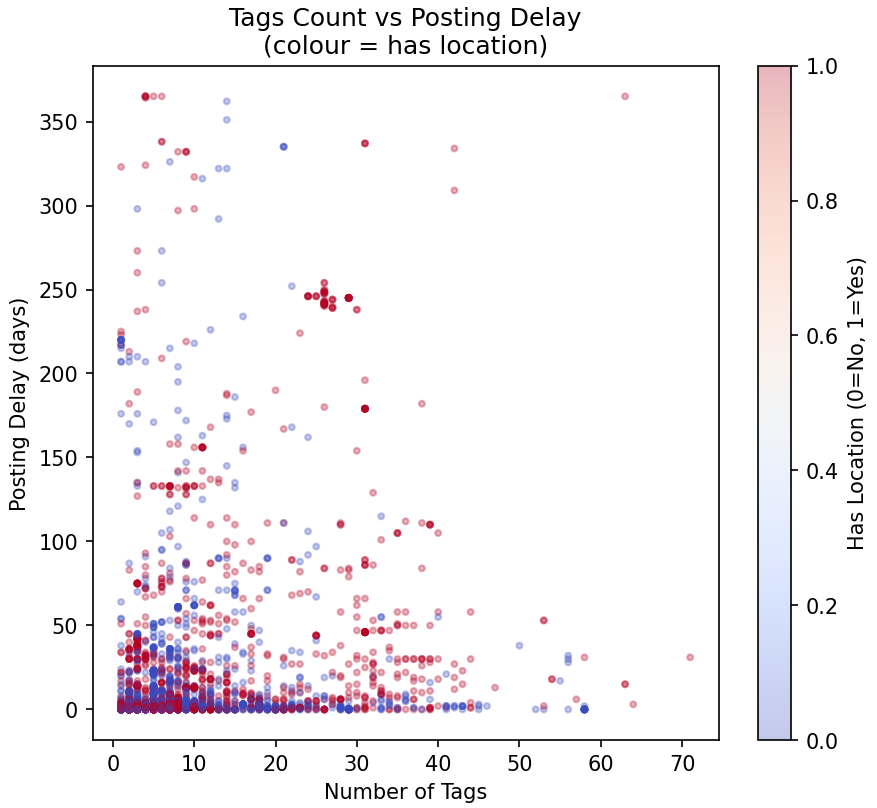 Tags Count vs Posting Delay
(colour = has location)
350
300
250
200
150
100
50
0
Posting Delay (days)
0 10 20 30 40 50 60 70
Number of Tags
1.0
0.8
0.6
0.4
0.2
0.0
Has Location (0=No, 1=Yes)